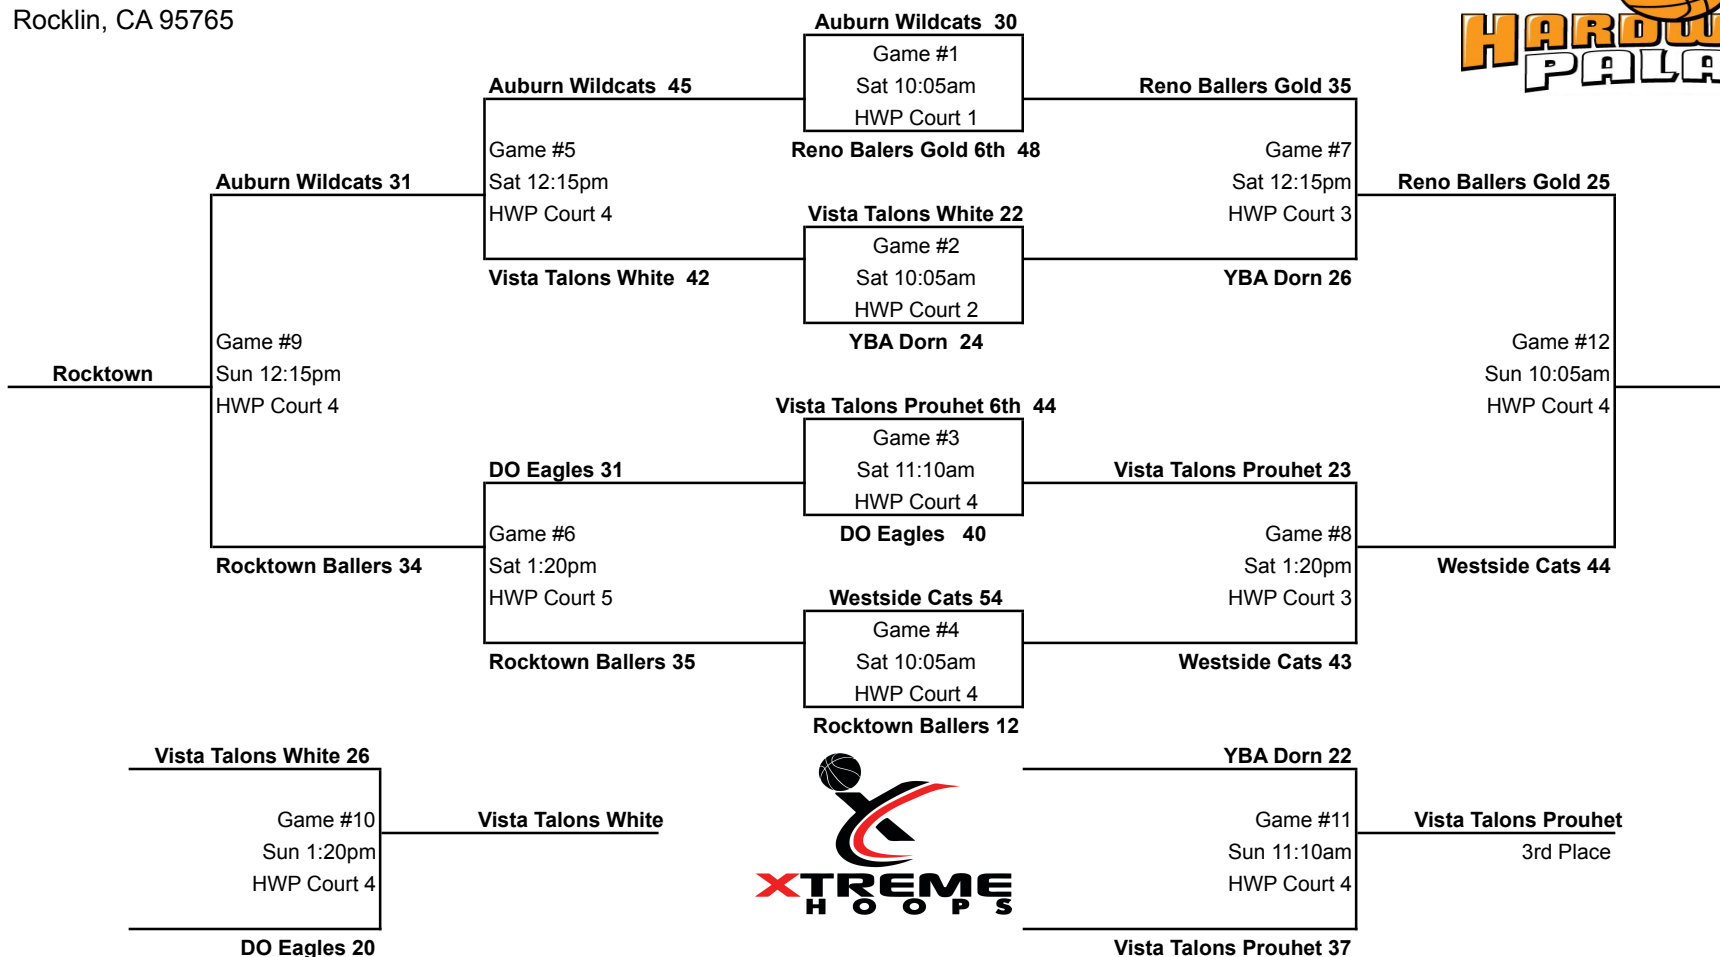 Rocklin, CA 95765
Auburn Wildcats  30
Game #1
Sat 10:05am
HWP Court 1
Reno Balers Gold 6th  48
Auburn Wildcats  45
Game #5
Sat 12:15pm
HWP Court 4
Vista Talons White  42
Reno Ballers Gold 35
Game #7
Sat 12:15pm
HWP Court 3
YBA Dorn 26
Vista Talons White 22
Game #2
Sat 10:05am
HWP Court 2
YBA Dorn  24
Auburn Wildcats 31
Game #9
Sun 12:15pm
HWP Court 4
Rocktown Ballers 34
Rocktown
Reno Ballers Gold 25
Game #12
Sun 10:05am
HWP Court 4
Westside Cats 44
Vista Talons Prouhet 6th  44
Game #3
Sat 11:10am
HWP Court 4
DO Eagles   40
DO Eagles 31
Game #6
Sat 1:20pm
HWP Court 5
Rocktown Ballers 35
Vista Talons Prouhet 23
Game #8
Sat 1:20pm
HWP Court 3
Westside Cats 43
Westside Cats 54
Game #4
Sat 10:05am
HWP Court 4
Rocktown Ballers 12
Vista Talons White 26
Game #10
Sun 1:20pm
HWP Court 4
DO Eagles 20
Vista Talons White
XTREME
HOOPS
YBA Dorn 22
Game #11
Sun 11:10am
HWP Court 4
Vista Talons Prouhet 37
Vista Talons Prouhet
3rd Place